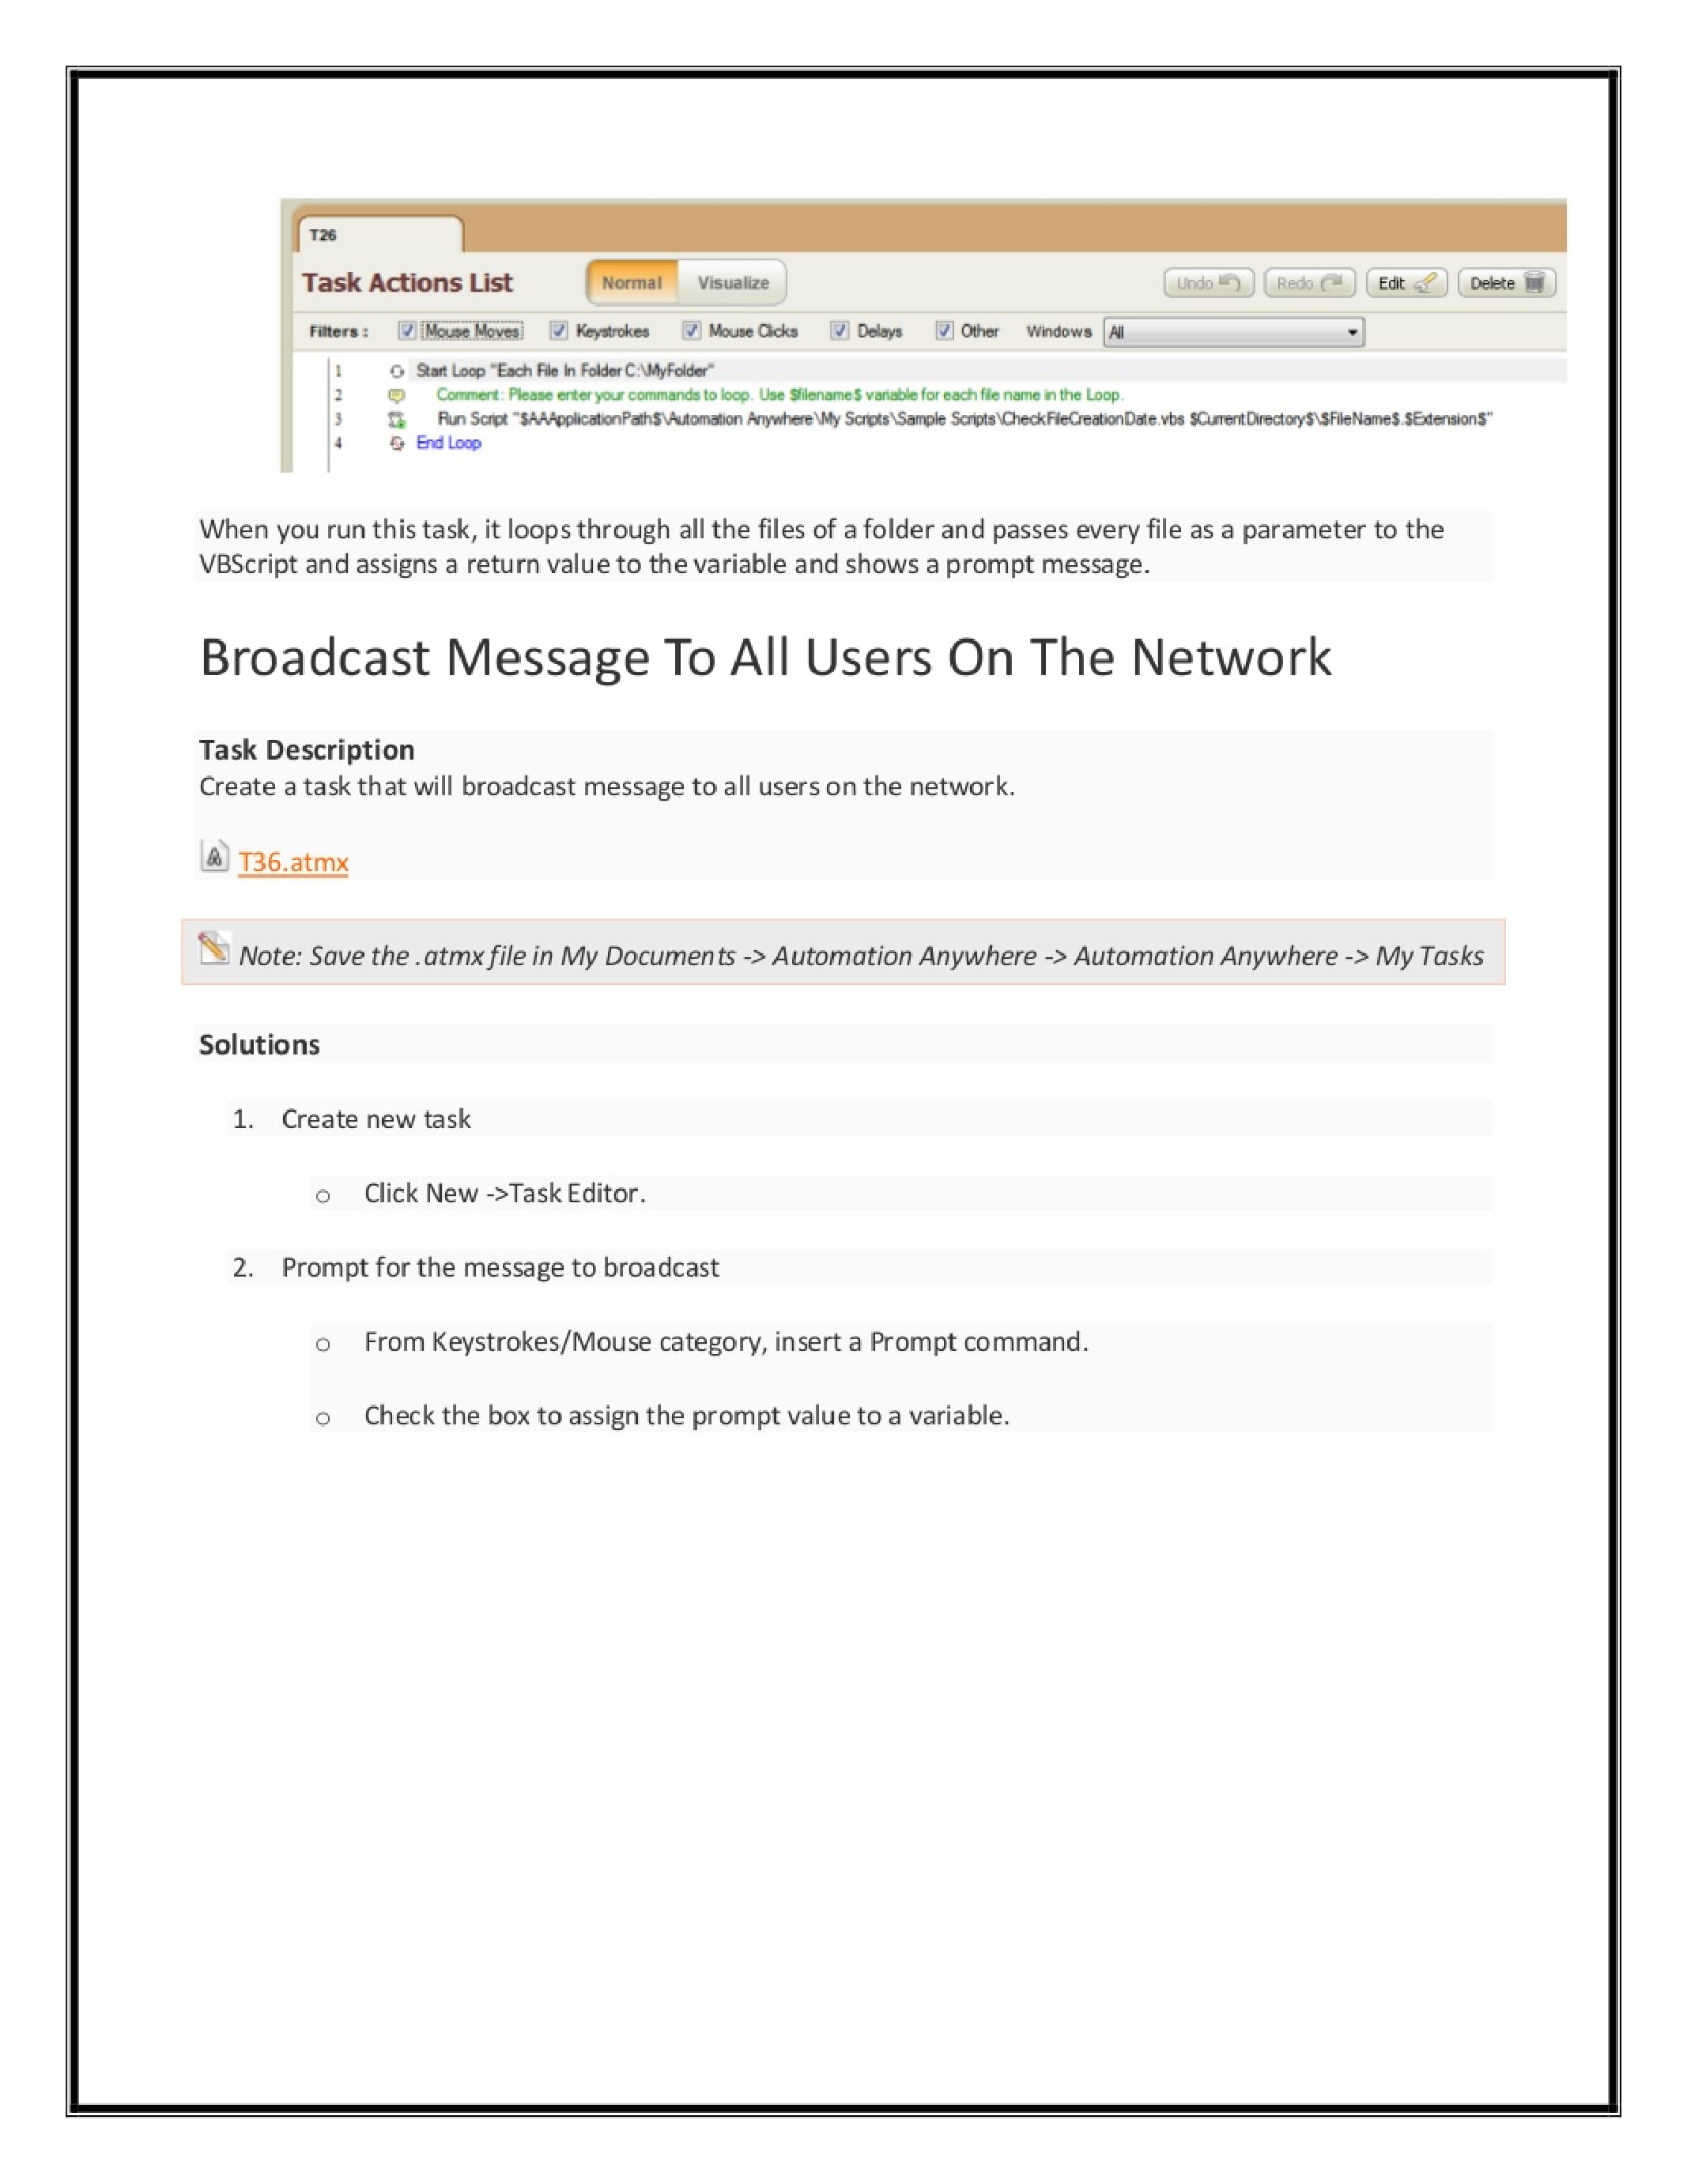 T26
Task Actions List Normal Visualize Undo Redo Edit Delete
Filters : Mouse Moves Keystrokes Mouse Clicks Delays Other Windows All
1 Start Loop "Each File In Folder C:\MyFolder"
2 Comment: Please enter your commands to loop. Use $filename$ variable for each file name in the Loop.
3 Run Script "$AAApplicationPath$\Automation Anywhere\My Scripts\Sample Scripts\CheckFileCreationDate.vbs $CurrentDirectory$\$FileName$.$Extension$"
4 End Loop
When you run this task, it loops through all the files of a folder and passes every file as a parameter to the
VBScript and assigns a return value to the variable and shows a prompt message.
Broadcast Message To All Users On The Network
Task Description
Create a task that will broadcast message to all users on the network.
T36.atmx
Note: Save the .atmx file in My Documents -> Automation Anywhere -> Automation Anywhere -> My Tasks
Solutions
1. Create new task
o Click New ->Task Editor.
2. Prompt for the message to broadcast
o From Keystrokes/Mouse category, insert a Prompt command.
o Check the box to assign the prompt value to a variable.